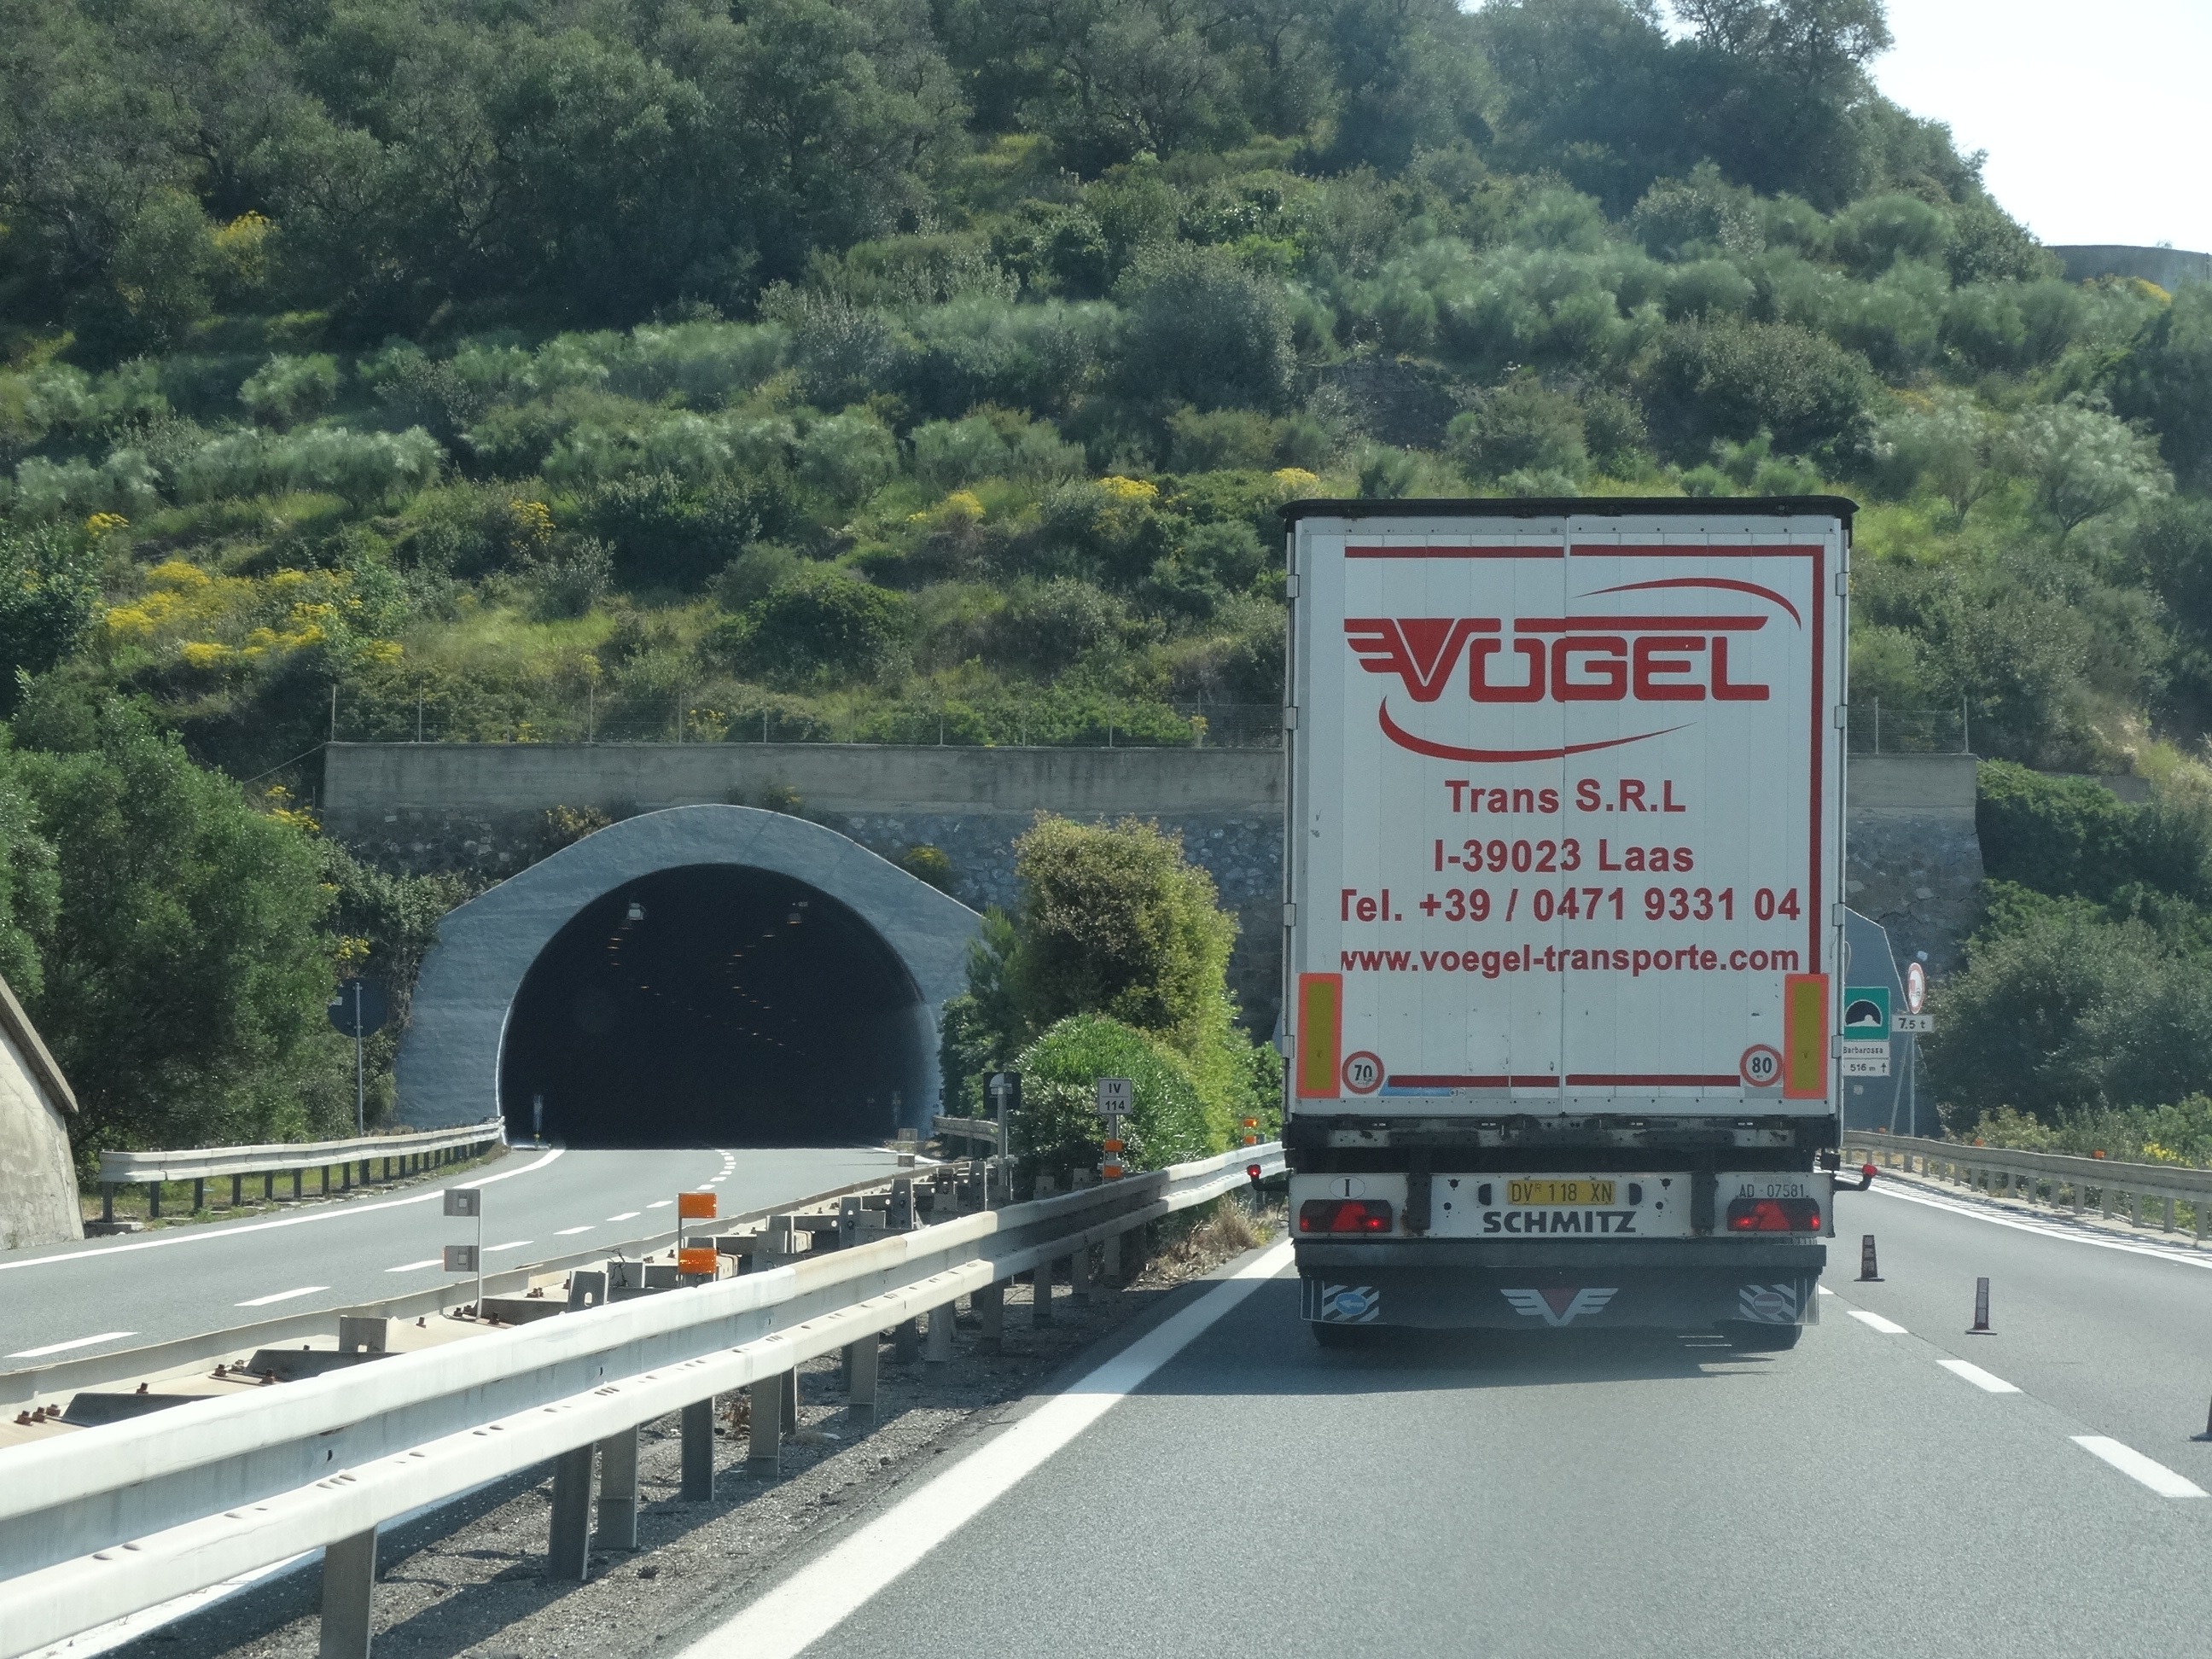 VÖGEL
Trans S.R.L
I-39023 Laas
Tel. +39 / 0471 9331 04
www.voegel-transporte.com
70
80
7.5 t
Barbarossa
516 m
IV
114
I
DV 118 XN
AD 07581
SCHMITZ